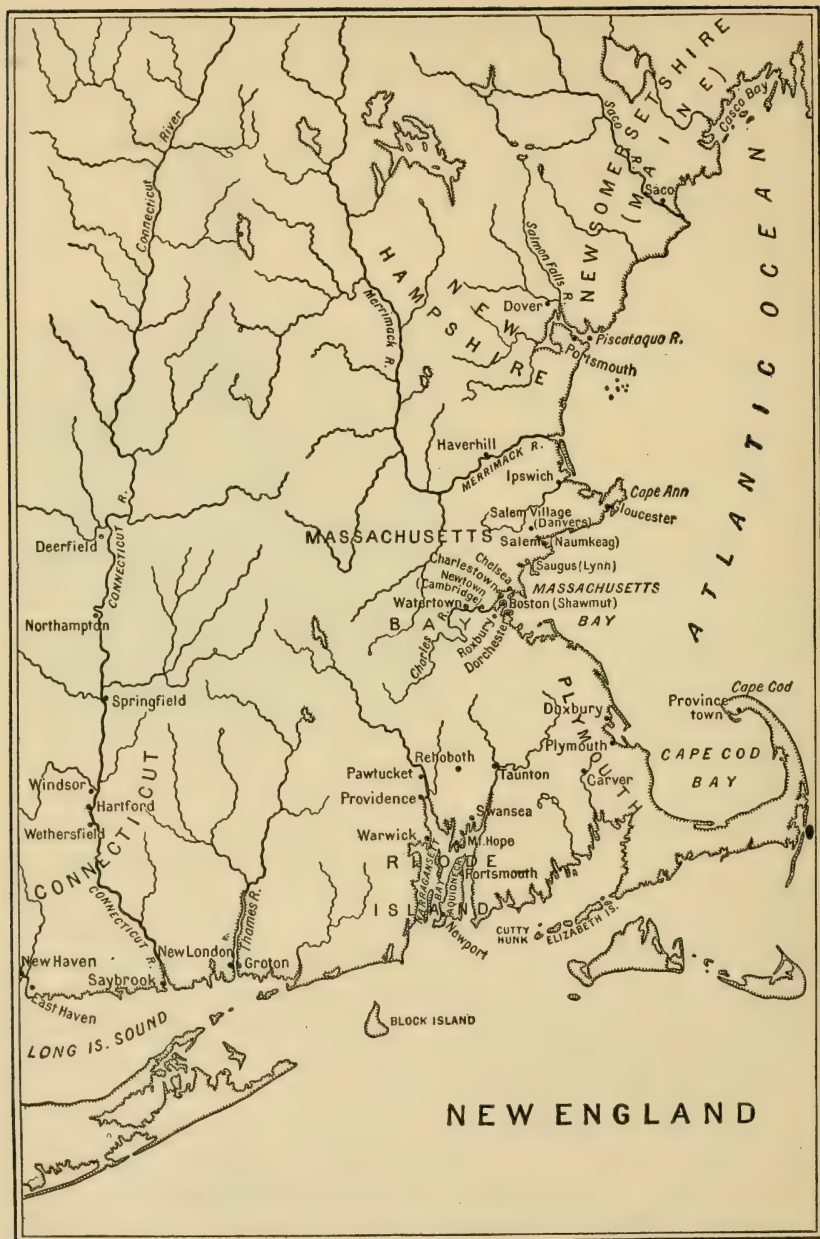 NEW SOMERSETSHIRE
(MAINE)
Casco Bay
Saco R.
Saco
River
Connecticut
Salmon Falls R.
NEW
HAMPSHIRE
Merrimack R.
Dover
Piscataqua R.
Portsmouth
ATLANTIC OCEAN
Haverhill
MERRIMACK R.
Ipswich
Cape Ann
Gloucester
Salem Village
(Danvers)
MASSACHUSETTS
Salem (Naumkeag)
Saugus (Lynn)
Deerfield
CONNECTICUT R.
Chelsea
Charlestown
Newtown
(Cambridge)
MASSACHUSETTS
BAY
Watertown
Boston (Shawmut)
BAY
Charles R.
Roxbury
Dorchester
Northampton
Springfield
Cape Cod
Province
town
PLYMOUTH
Duxbury
Plymouth
CAPE COD
BAY
Rehoboth
Pawtucket
Taunton
Carver
Providence
Swansea
Windsor
Hartford
Wethersfield
CONNECTICUT
Warwick
Mt. Hope
RHODE
ISLAND
NARRAGANSETT
BAY
AQUIDNECK
Portsmouth
Newport
CUTTY
HUNK
ELIZABETH IS.
CONNECTICUT R.
Thames R.
New London
Groton
New Haven
Saybrook
East Haven
LONG IS. SOUND
BLOCK ISLAND
NEW ENGLAND